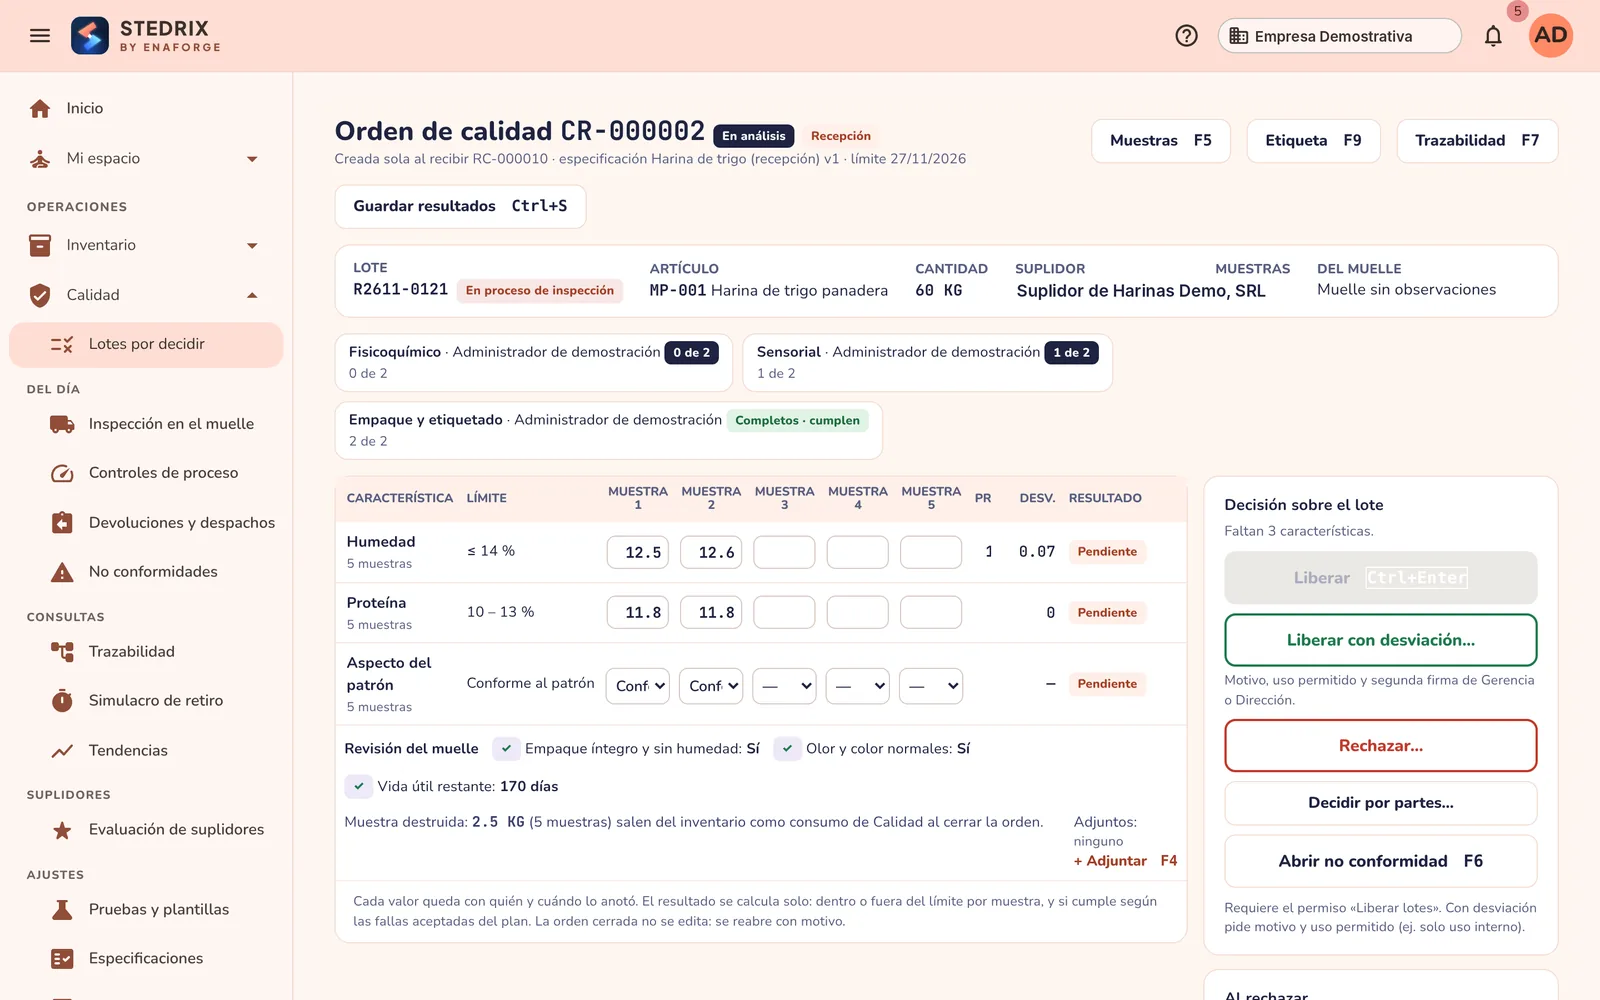 STEDRIX
BY ENAFORGE
Empresa Demostrativa
5
AD
Inicio
Mi espacio
OPERACIONES
Inventario
Calidad
Lotes por decidir
DEL DÍA
Inspección en el muelle
Controles de proceso
Devoluciones y despachos
No conformidades
CONSULTAS
Trazabilidad
Simulacro de retiro
Tendencias
SUPLIDORES
Evaluación de suplidores
AJUSTES
Pruebas y plantillas
Especificaciones
Orden de calidad CR-000002 En análisis Recepción
Creada sola al recibir RC-000010 · especificación Harina de trigo (recepción) v1 · límite 27/11/2026
Muestras F5
Etiqueta F9
Trazabilidad F7
Guardar resultados Ctrl+S
LOTE
R2611-0121 En proceso de inspección
ARTÍCULO
MP-001 Harina de trigo panadera
CANTIDAD
60 KG
SUPLIDOR
Suplidor de Harinas Demo, SRL
MUESTRAS
DEL MUELLE
Muelle sin observaciones
Fisicoquímico · Administrador de demostración 0 de 2
0 de 2
Sensorial · Administrador de demostración 1 de 2
1 de 2
Empaque y etiquetado · Administrador de demostración Completos · cumplen
2 de 2
CARACTERÍSTICA LÍMITE MUESTRA 1 MUESTRA 2 MUESTRA 3 MUESTRA 4 MUESTRA 5 PR DESV. RESULTADO
Humedad
5 muestras
≤ 14 % 12.5 12.6 1 0.07 Pendiente
Proteína
5 muestras
10 – 13 % 11.8 11.8 0 Pendiente
Aspecto del
patrón
5 muestras
Conforme al patrón Conf Conf — — — — Pendiente
Revisión del muelle Empaque íntegro y sin humedad: Sí Olor y color normales: Sí
Vida útil restante: 170 días
Muestra destruida: 2.5 KG (5 muestras) salen del inventario como consumo de Calidad al cerrar la orden.
Adjuntos:
ninguno
+ Adjuntar F4
Cada valor queda con quién y cuándo lo anotó. El resultado se calcula solo: dentro o fuera del límite por muestra, y si cumple según
las fallas aceptadas del plan. La orden cerrada no se edita: se reabre con motivo.
Decisión sobre el lote
Faltan 3 características.
Liberar Ctrl+Enter
Liberar con desviación...
Motivo, uso permitido y segunda firma de Gerencia
o Dirección.
Rechazar...
Decidir por partes...
Abrir no conformidad F6
Requiere el permiso «Liberar lotes». Con desviación
pide motivo y uso permitido (ej. solo uso interno).
Al rechazar